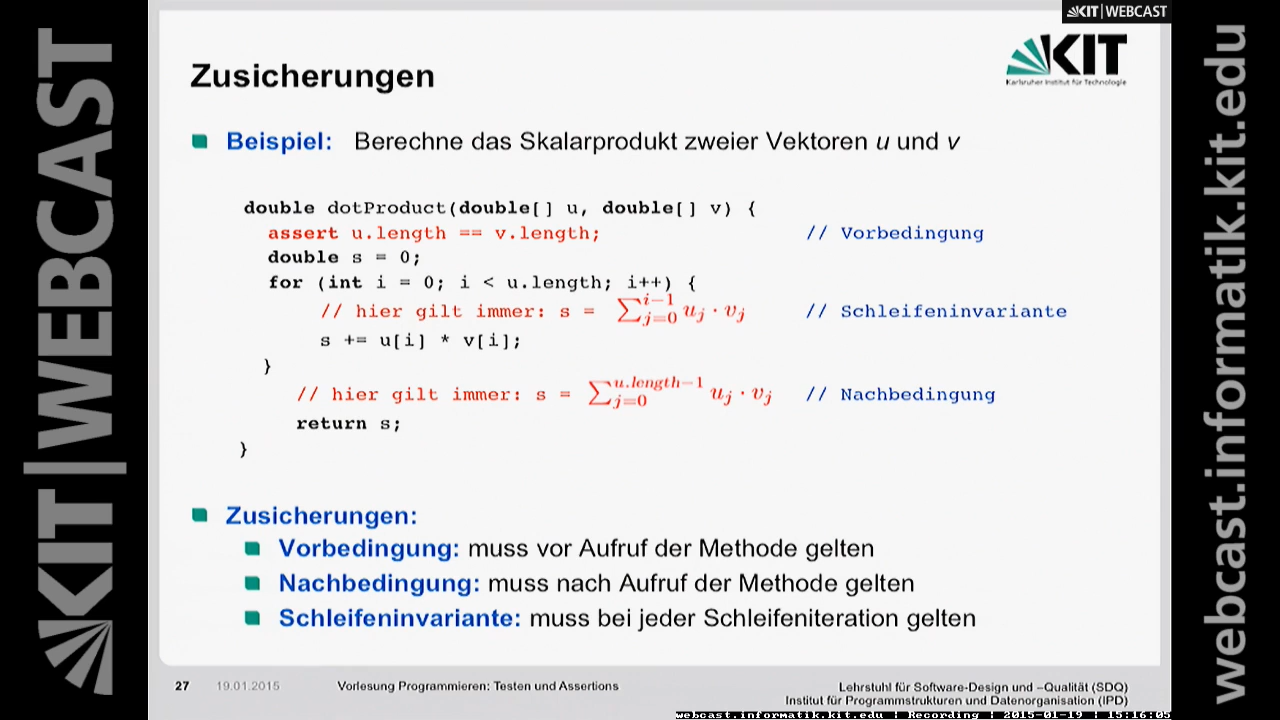 KIT|WEBCAST
KIT|WEBCAST
webcast.informatik.kit.edu
KIT
Karlsruher Institut für Technologie
Zusicherungen
Beispiel: Berechne das Skalarprodukt zweier Vektoren u und v
double dotProduct(double[] u, double[] v) {
assert u.length == v.length; // Vorbedingung
double s = 0;
for (int i = 0; i < u.length; i++) {
// hier gilt immer: s = ∑_{j=0}^{i−1} u_j · v_j // Schleifeninvariante
s += u[i] * v[i];
}
// hier gilt immer: s = ∑_{j=0}^{u.length−1} u_j · v_j // Nachbedingung
return s;
}
Zusicherungen:
Vorbedingung: muss vor Aufruf der Methode gelten
Nachbedingung: muss nach Aufruf der Methode gelten
Schleifeninvariante: muss bei jeder Schleifeniteration gelten
27 19.01.2015 Vorlesung Programmieren: Testen und Assertions
Lehrstuhl für Software-Design und –Qualität (SDQ)
Institut für Programmstrukturen und Datenorganisation (IPD)
webcast.informatik.kit.edu | Recording | 2015-01-19 | 15:16:05